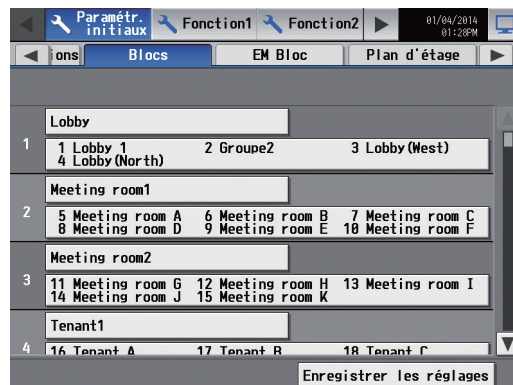 Paramétr. initiaux Fonction1 Fonction2 01/04/2014 01:28PM
ions Blocs EM Bloc Plan d'étage
Lobby
1
1 Lobby 1 2 Groupe2 3 Lobby(West)
4 Lobby(North)
Meeting room1
2
5 Meeting room A 6 Meeting room B 7 Meeting room C
8 Meeting room D 9 Meeting room E 10 Meeting room F
Meeting room2
3
11 Meeting room G 12 Meeting room H 13 Meeting room I
14 Meeting room J 15 Meeting room K
Tenant1
4
16 Tenant A 17 Tenant B 18 Tenant C
Enregistrer les réglages